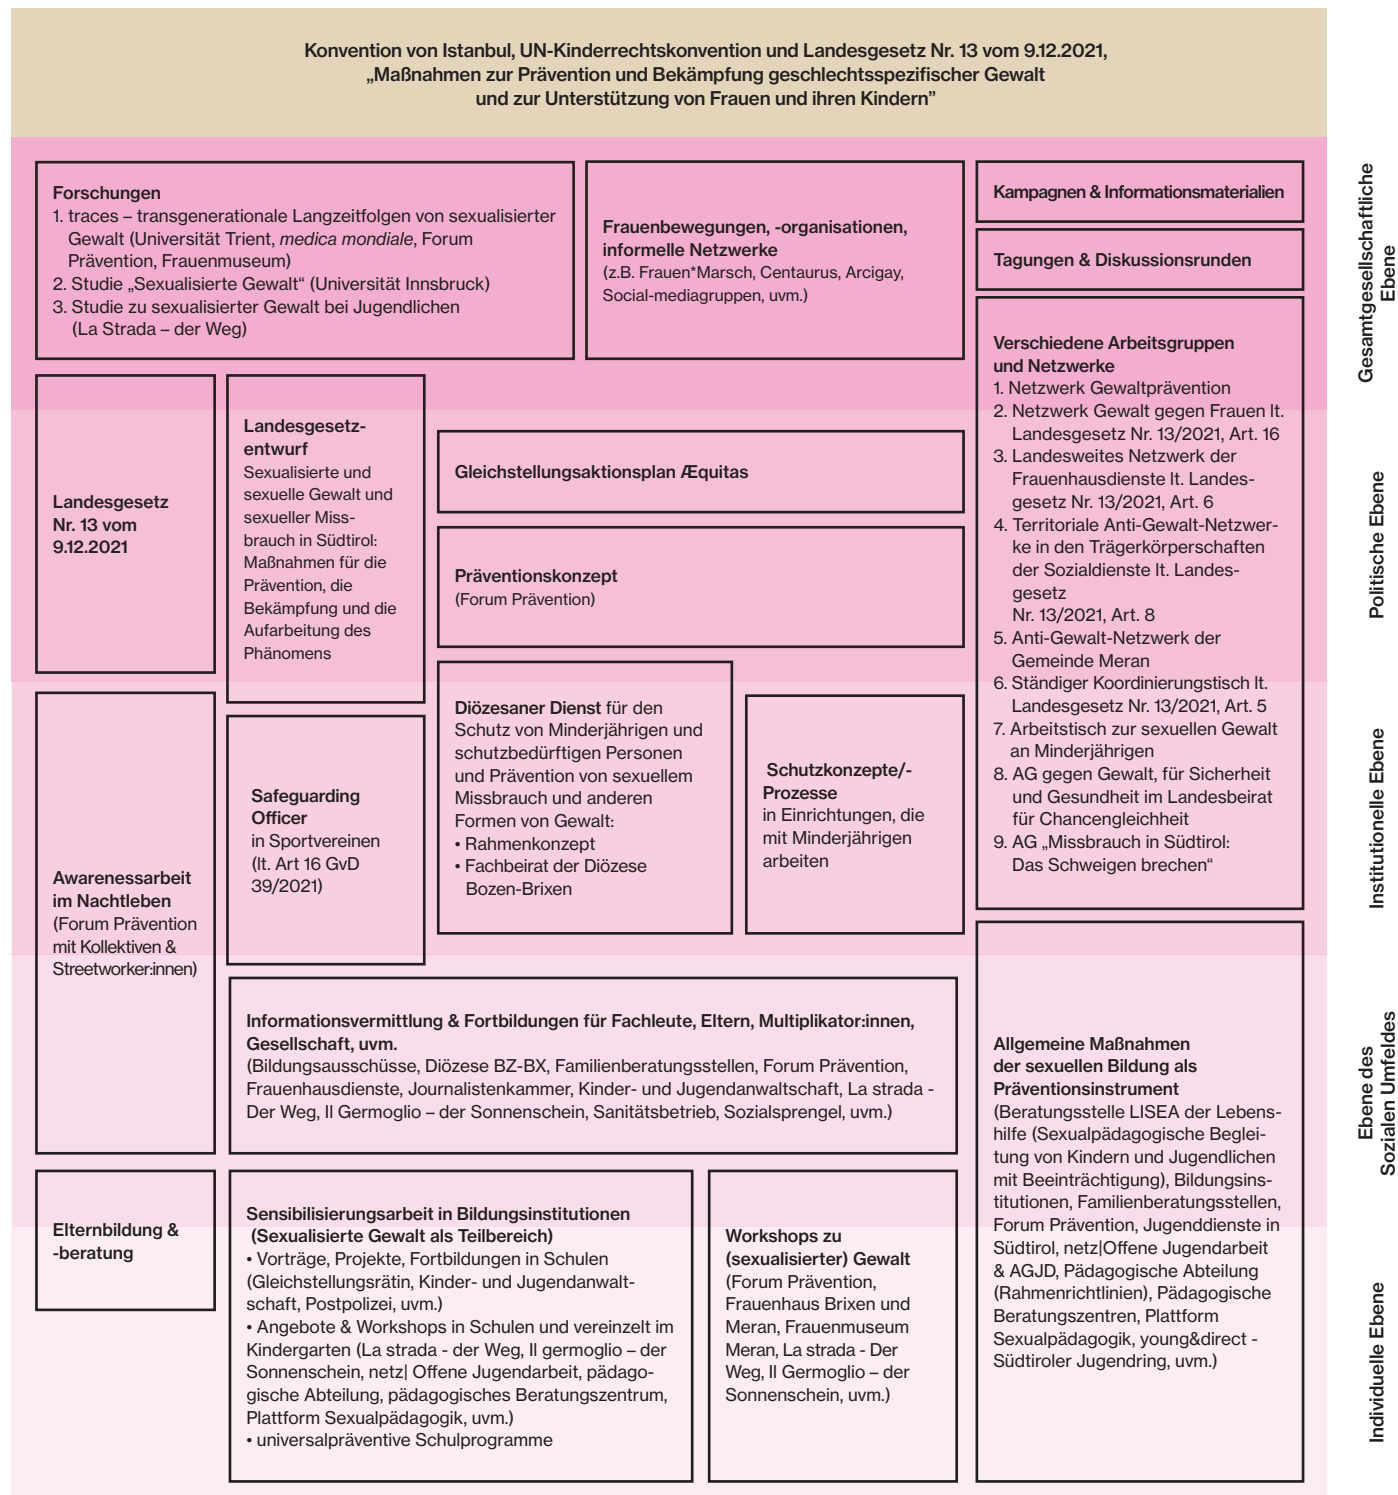 Konvention von Istanbul, UN-Kinderrechtskonvention und Landesgesetz Nr. 13 vom 9.12.2021,
„Maßnahmen zur Prävention und Bekämpfung geschlechtsspezifischer Gewalt
und zur Unterstützung von Frauen und ihren Kindern”
Forschungen
1. traces – transgenerationale Langzeitfolgen von sexualisierter
Gewalt (Universität Trient, medica mondiale, Forum
Prävention, Frauenmuseum)
2. Studie „Sexualisierte Gewalt“ (Universität Innsbruck)
3. Studie zu sexualisierter Gewalt bei Jugendlichen
(La Strada – der Weg)
Frauenbewegungen, -organisationen,
informelle Netzwerke
(z.B. Frauen*Marsch, Centaurus, Arcigay,
Social-mediagruppen, uvm.)
Kampagnen & Informationsmaterialien
Tagungen & Diskussionsrunden
Verschiedene Arbeitsgruppen
und Netzwerke
1. Netzwerk Gewaltprävention
2. Netzwerk Gewalt gegen Frauen lt.
Landesgesetz Nr. 13/2021, Art. 16
3. Landesweites Netzwerk der
Frauenhausdienste lt. Landes-
gesetz Nr. 13/2021, Art. 6
4. Territoriale Anti-Gewalt-Netzwer-
ke in den Trägerkörperschaften
der Sozialdienste lt. Landes-
gesetz
Nr. 13/2021, Art. 8
5. Anti-Gewalt-Netzwerk der
Gemeinde Meran
6. Ständiger Koordinierungstisch lt.
Landesgesetz Nr. 13/2021, Art. 5
7. Arbeitstisch zur sexuellen Gewalt
an Minderjährigen
8. AG gegen Gewalt, für Sicherheit
und Gesundheit im Landesbeirat
für Chancengleichheit
9. AG „Missbrauch in Südtirol:
Das Schweigen brechen“
Landesgesetz
Nr. 13 vom
9.12.2021
Landesgesetz-
entwurf
Sexualisierte und
sexuelle Gewalt und
sexueller Miss-
brauch in Südtirol:
Maßnahmen für die
Prävention, die
Bekämpfung und die
Aufarbeitung des
Phänomens
Gleichstellungsaktionsplan ÆEquitas
Präventionskonzept
(Forum Prävention)
Diözesaner Dienst für den
Schutz von Minderjährigen und
schutzbedürftigen Personen
und Prävention von sexuellem
Missbrauch und anderen
Formen von Gewalt:
• Rahmenkonzept
• Fachbeirat der Diözese
Bozen-Brixen
Schutzkonzepte/-
Prozesse
in Einrichtungen, die
mit Minderjährigen
arbeiten
Awarenessarbeit
im Nachtleben
(Forum Prävention
mit Kollektiven &
Streetworker:innen)
Safeguarding
Officer
in Sportvereinen
(lt. Art 16 GvD
39/2021)
Informationsvermittlung & Fortbildungen für Fachleute, Eltern, Multiplikator:innen,
Gesellschaft, uvm.
(Bildungsausschüsse, Diözese BZ-BX, Familienberatungsstellen, Forum Prävention,
Frauenhausdienste, Journalistenkammer, Kinder- und Jugendanwaltschaft, La strada -
Der Weg, Il Germoglio – der Sonnenschein, Sanitätsbetrieb, Sozialsprengel, uvm.)
Allgemeine Maßnahmen
der sexuellen Bildung als
Präventionsinstrument
(Beratungsstelle LISEA der Lebens-
hilfe (Sexualpädagogische Beglei-
tung von Kindern und Jugendlichen
mit Beeinträchtigung), Bildungsins-
titutionen, Familienberatungsstellen,
Forum Prävention, Jugenddienste in
Südtirol, netz|Offene Jugendarbeit
& AGJD, Pädagogische Abteilung
(Rahmenrichtlinien), Pädagogische
Beratungszentren, Plattform
Sexualpädagogik, young&direct -
Südtiroler Jugendring, uvm.)
Elternbildung &
-beratung
Sensibilisierungsarbeit in Bildungsinstitutionen
(Sexualisierte Gewalt als Teilbereich)
• Vorträge, Projekte, Fortbildungen in Schulen
(Gleichstellungsrätin, Kinder- und Jugendanwalt-
schaft, Postpolizei, uvm.)
• Angebote & Workshops in Schulen und vereinzelt im
Kindergarten (La strada - der Weg, Il germoglio – der
Sonnenschein, netz| Offene Jugendarbeit, pädago-
gische Abteilung, pädagogisches Beratungszentrum,
Plattform Sexualpädagogik, uvm.)
• universalpräventive Schulprogramme
Workshops zu
(sexualisierter) Gewalt
(Forum Prävention,
Frauenhaus Brixen und
Meran, Frauenmuseum
Meran, La strada - Der
Weg, Il Germoglio – der
Sonnenschein, uvm.)
Gesamtgesellschaftliche
Ebene
Politische Ebene
Institutionelle Ebene
Ebene des
Sozialen Umfeldes
Individuelle Ebene